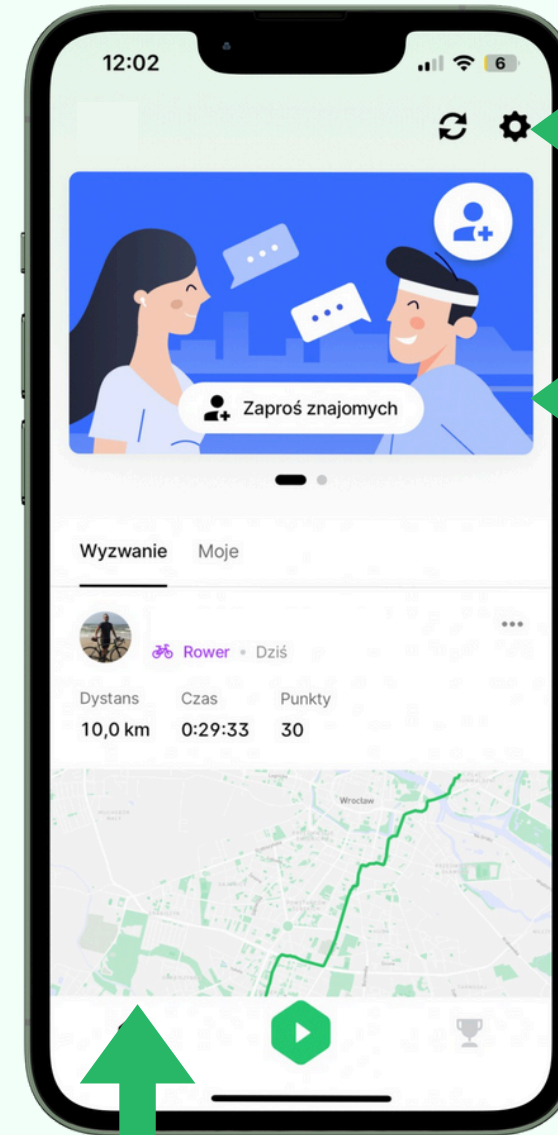 12:02
6
Zaproś znajomych
Wyzwanie Moje
Rower • Dziś
Dystans Czas Punkty
10,0 km 0:29:33 30
Wrocław